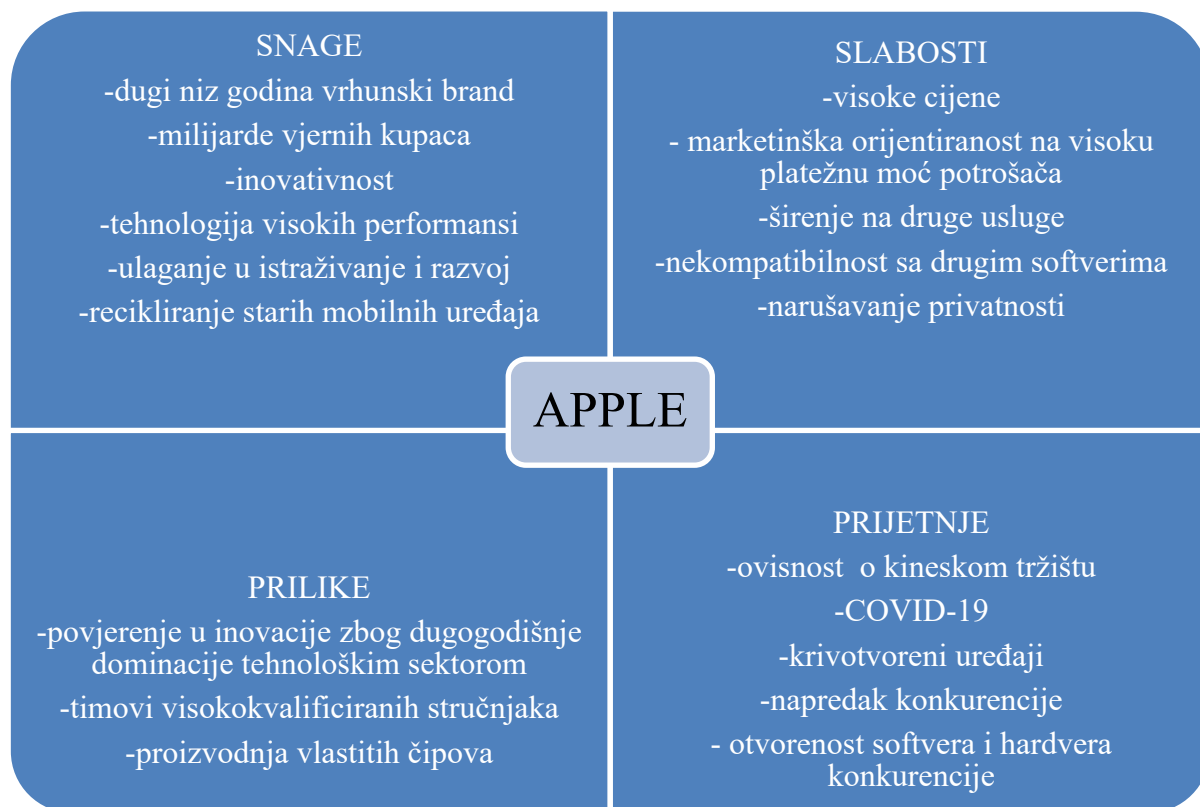 SNAGE
-dugi niz godina vrhunski brand
-milijarde vjernih kupaca
-inovativnost
-tehnologija visokih performansi
-ulaganje u istraživanje i razvoj
-recikliranje starih mobilnih uređaja
SLABOSTI
-visoke cijene
- marketinška orijentiranost na visoku
platežnu moć potrošača
-širenje na druge usluge
-nekompatibilnost sa drugim softverima
-narušavanje privatnosti
APPLE
PRILIKE
-povjerenje u inovacije zbog dugogodišnje
dominacije tehnološkim sektorom
-timovi visokokvalificiranih stručnjaka
-proizvodnja vlastitih čipova
PRIJETNJE
-ovisnost  o kineskom tržištu
-COVID-19
-krivotvoreni uređaji
-napredak konkurencije
- otvorenost softvera i hardvera
konkurencije